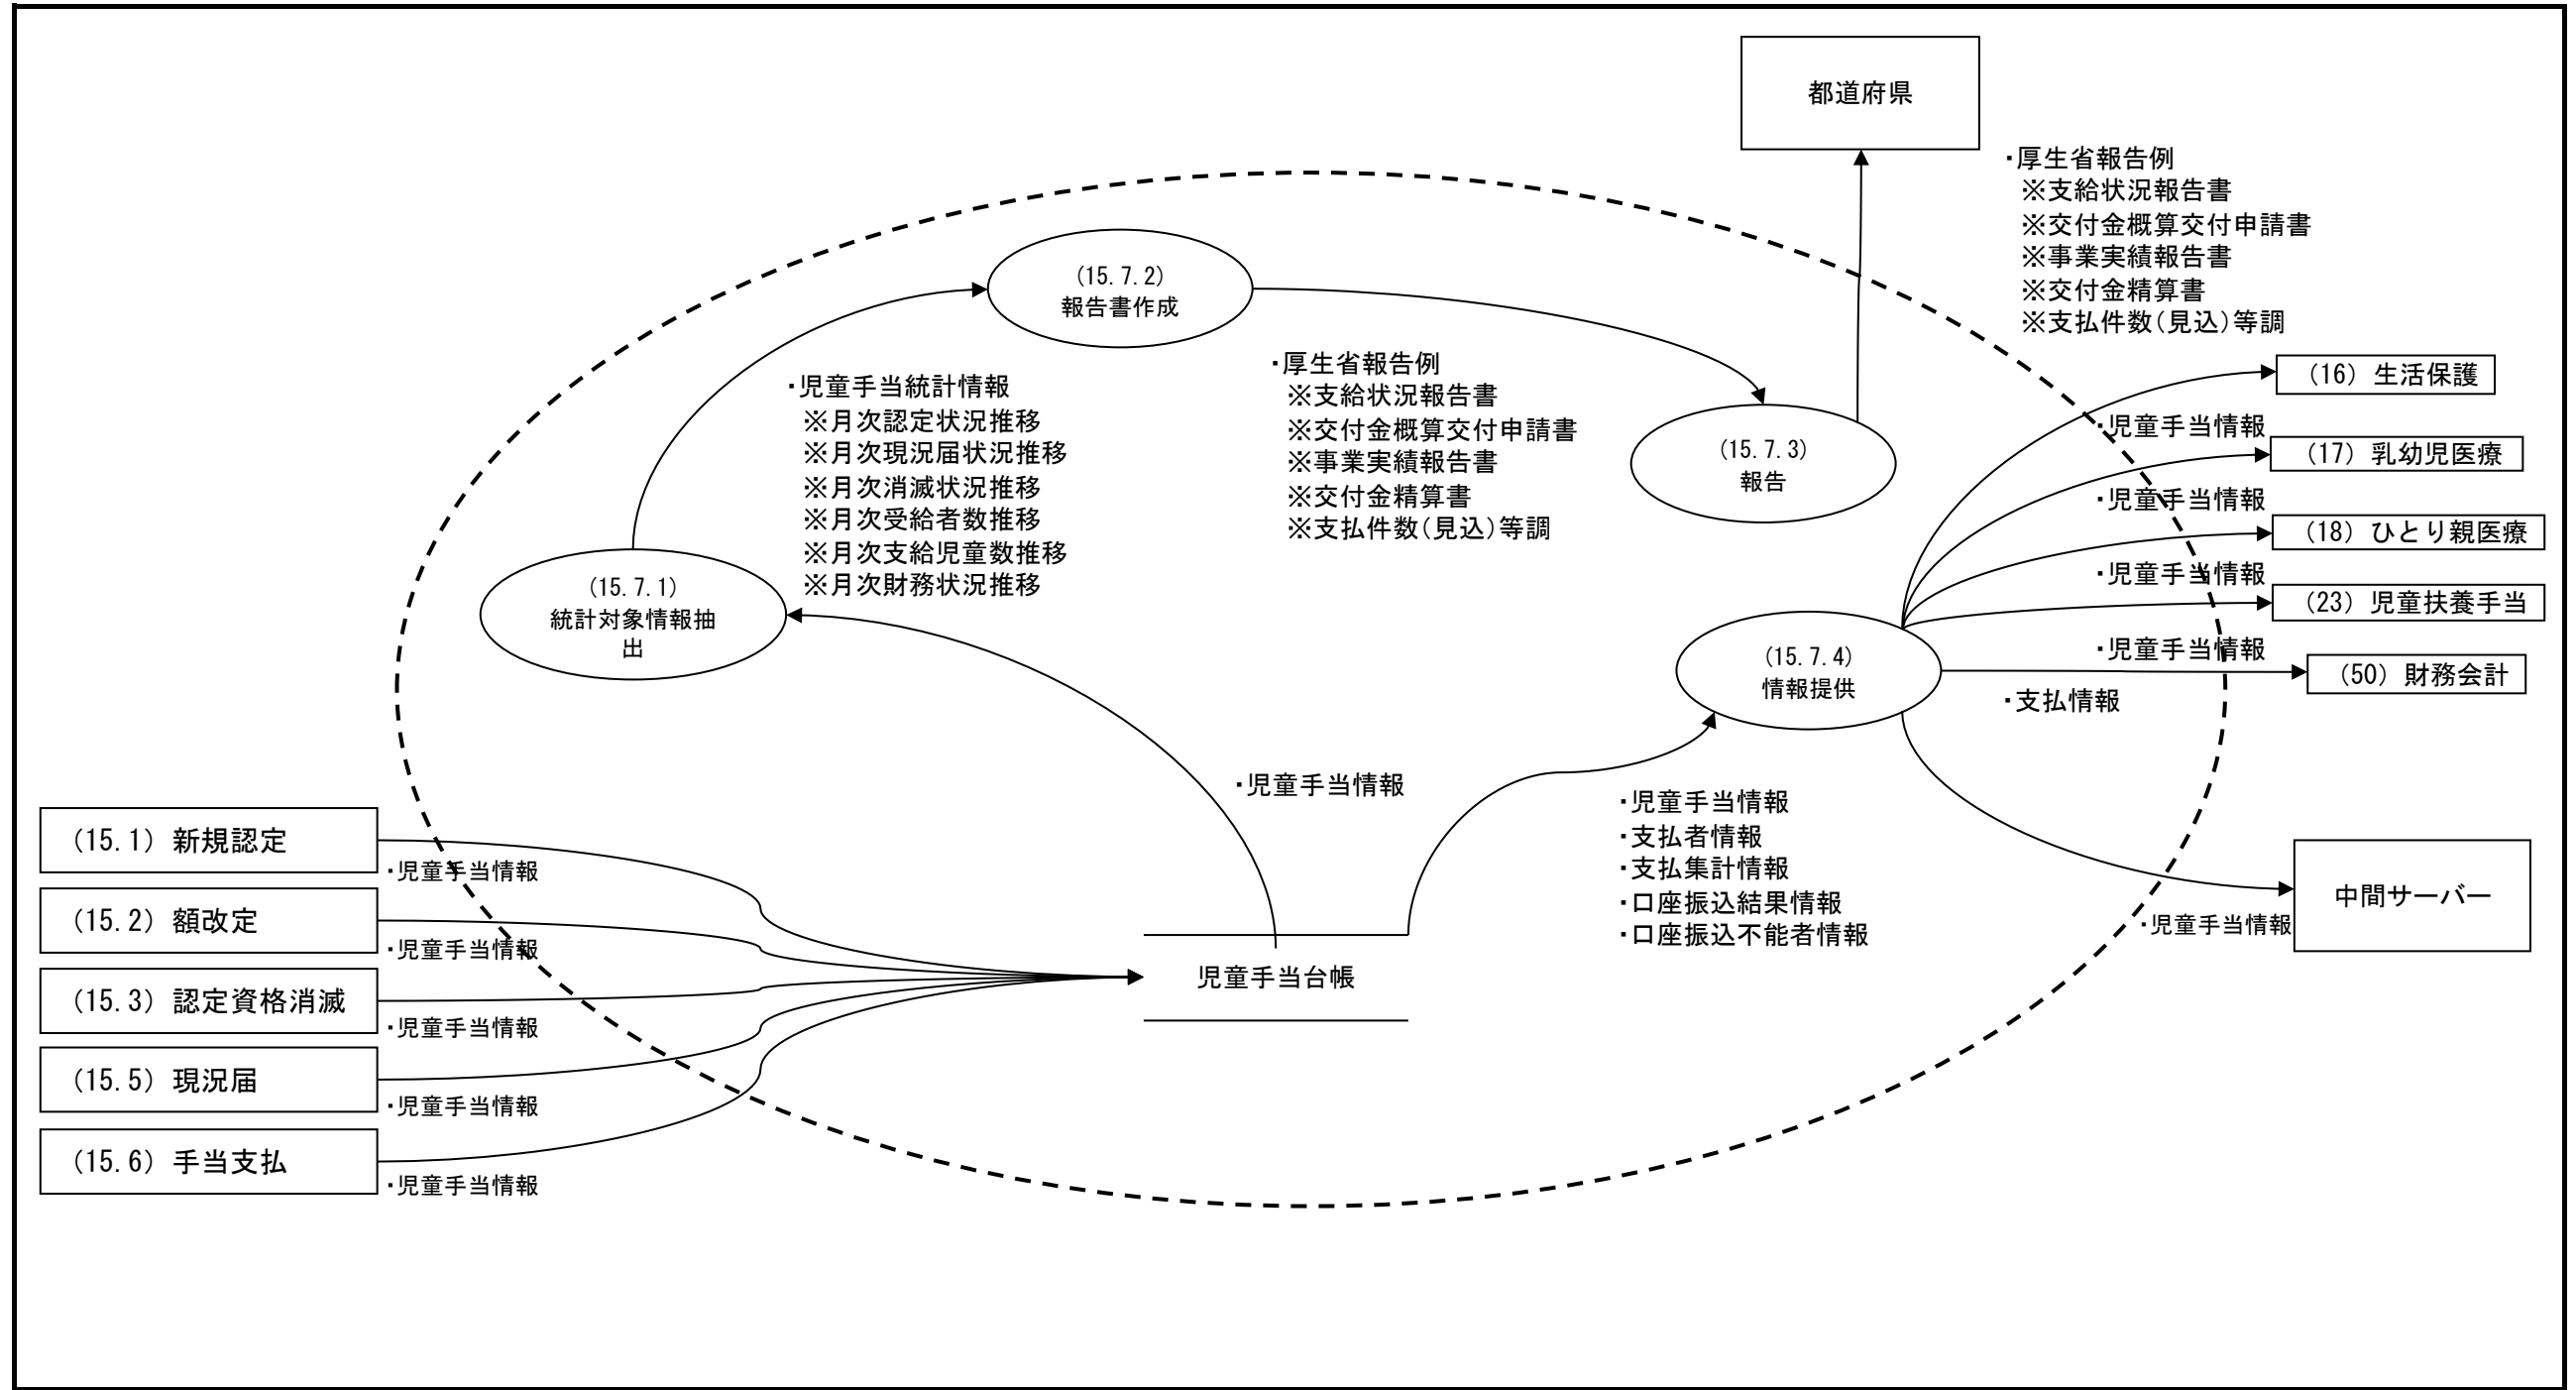 都道府県
・厚生省報告例
※支給状況報告書
※交付金概算交付申請書
※事業実績報告書
※交付金精算書
※支払件数(見込)等調
(15.7.2)
報告書作成
・児童手当統計情報
※月次認定状況推移
※月次現況届状況推移
※月次消滅状況推移
※月次受給者数推移
※月次支給児童数推移
※月次財務状況推移
・厚生省報告例
※支給状況報告書
※交付金概算交付申請書
※事業実績報告書
※交付金精算書
※支払件数(見込)等調
(15.7.3)
報告
(16) 生活保護
・児童手当情報
(17) 乳幼児医療
・児童手当情報
(18) ひとり親医療
・児童手当情報
(23) 児童扶養手当
・児童手当情報
(50) 財務会計
・支払情報
(15.7.1)
統計対象情報抽
出
(15.7.4)
情報提供
・児童手当情報
・児童手当情報
・支払者情報
・支払集計情報
・口座振込結果情報
・口座振込不能者情報
中間サーバー
・児童手当情報
(15.1) 新規認定
・児童手当情報
(15.2) 額改定
・児童手当情報
(15.3) 認定資格消滅
・児童手当情報
(15.5) 現況届
・児童手当情報
(15.6) 手当支払
・児童手当情報
児童手当台帳